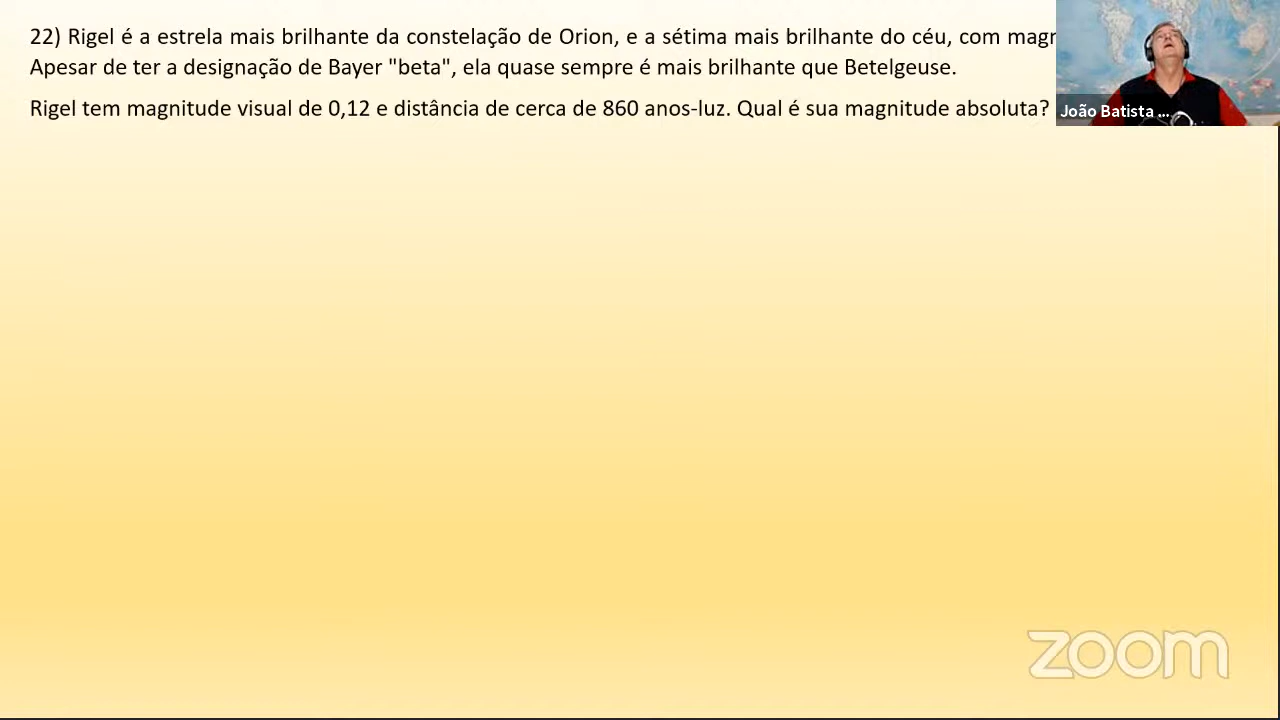 22) Rigel é a estrela mais brilhante da constelação de Orion, e a sétima mais brilhante do céu, com
Apesar de ter a designação de Bayer "beta", ela quase sempre é mais brilhante que Betelgeuse.
Rigel tem magnitude visual de 0,12 e distância de cerca de 860 anos-luz. Qual é sua magnitude absoluta?
João Batista ...
zoom